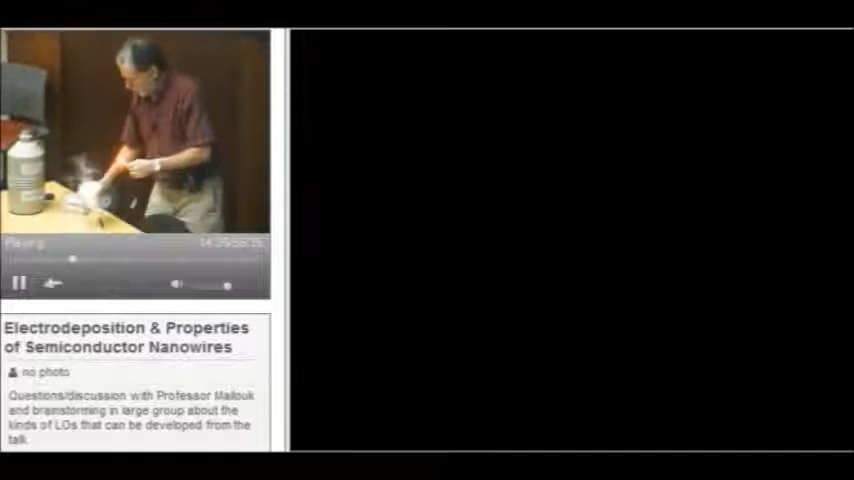 Playing
Electrodeposition & Properties
of Semiconductor Nanowires
no photo
Questions/discussion with Professor Mallouk
and brainstorming in large group about the
kinds of LOs that can be developed from the
talk